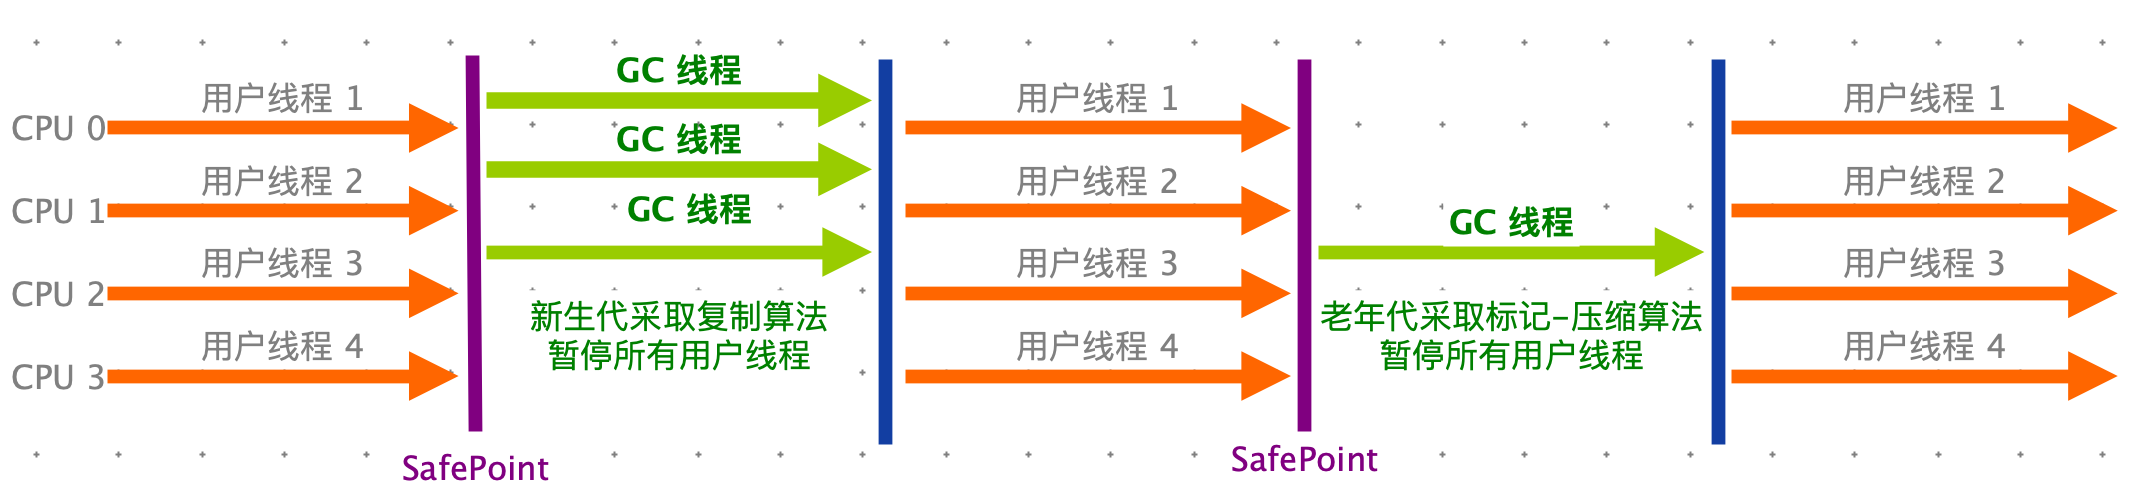 GC 线程
用户线程 1
用户线程 1
用户线程 1
CPU 0
GC 线程
用户线程 2
用户线程 2
用户线程 2
CPU 1
GC 线程
GC 线程
用户线程 3
用户线程 3
用户线程 3
CPU 2
新生代采取复制算法
暂停所有用户线程
老年代采取标记-压缩算法
暂停所有用户线程
用户线程 4
用户线程 4
用户线程 4
CPU 3
SafePoint
SafePoint